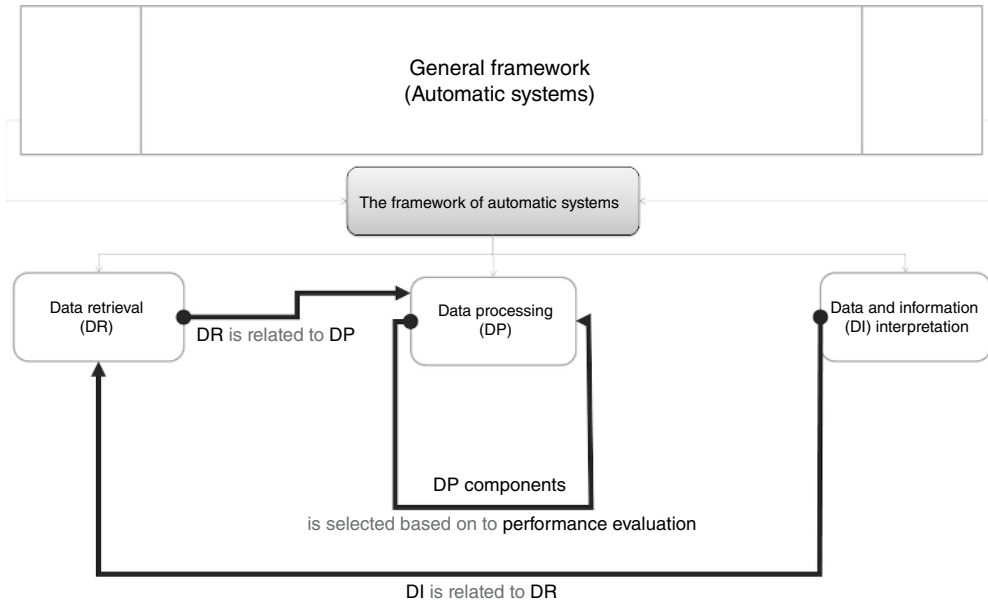 General framework
(Automatic systems)
The framework of automatic systems
Data retrieval
(DR)
DR is related to DP
Data processing
(DP)
Data and information
(DI) interpretation
DP components
is selected based on to performance evaluation
DI is related to DR